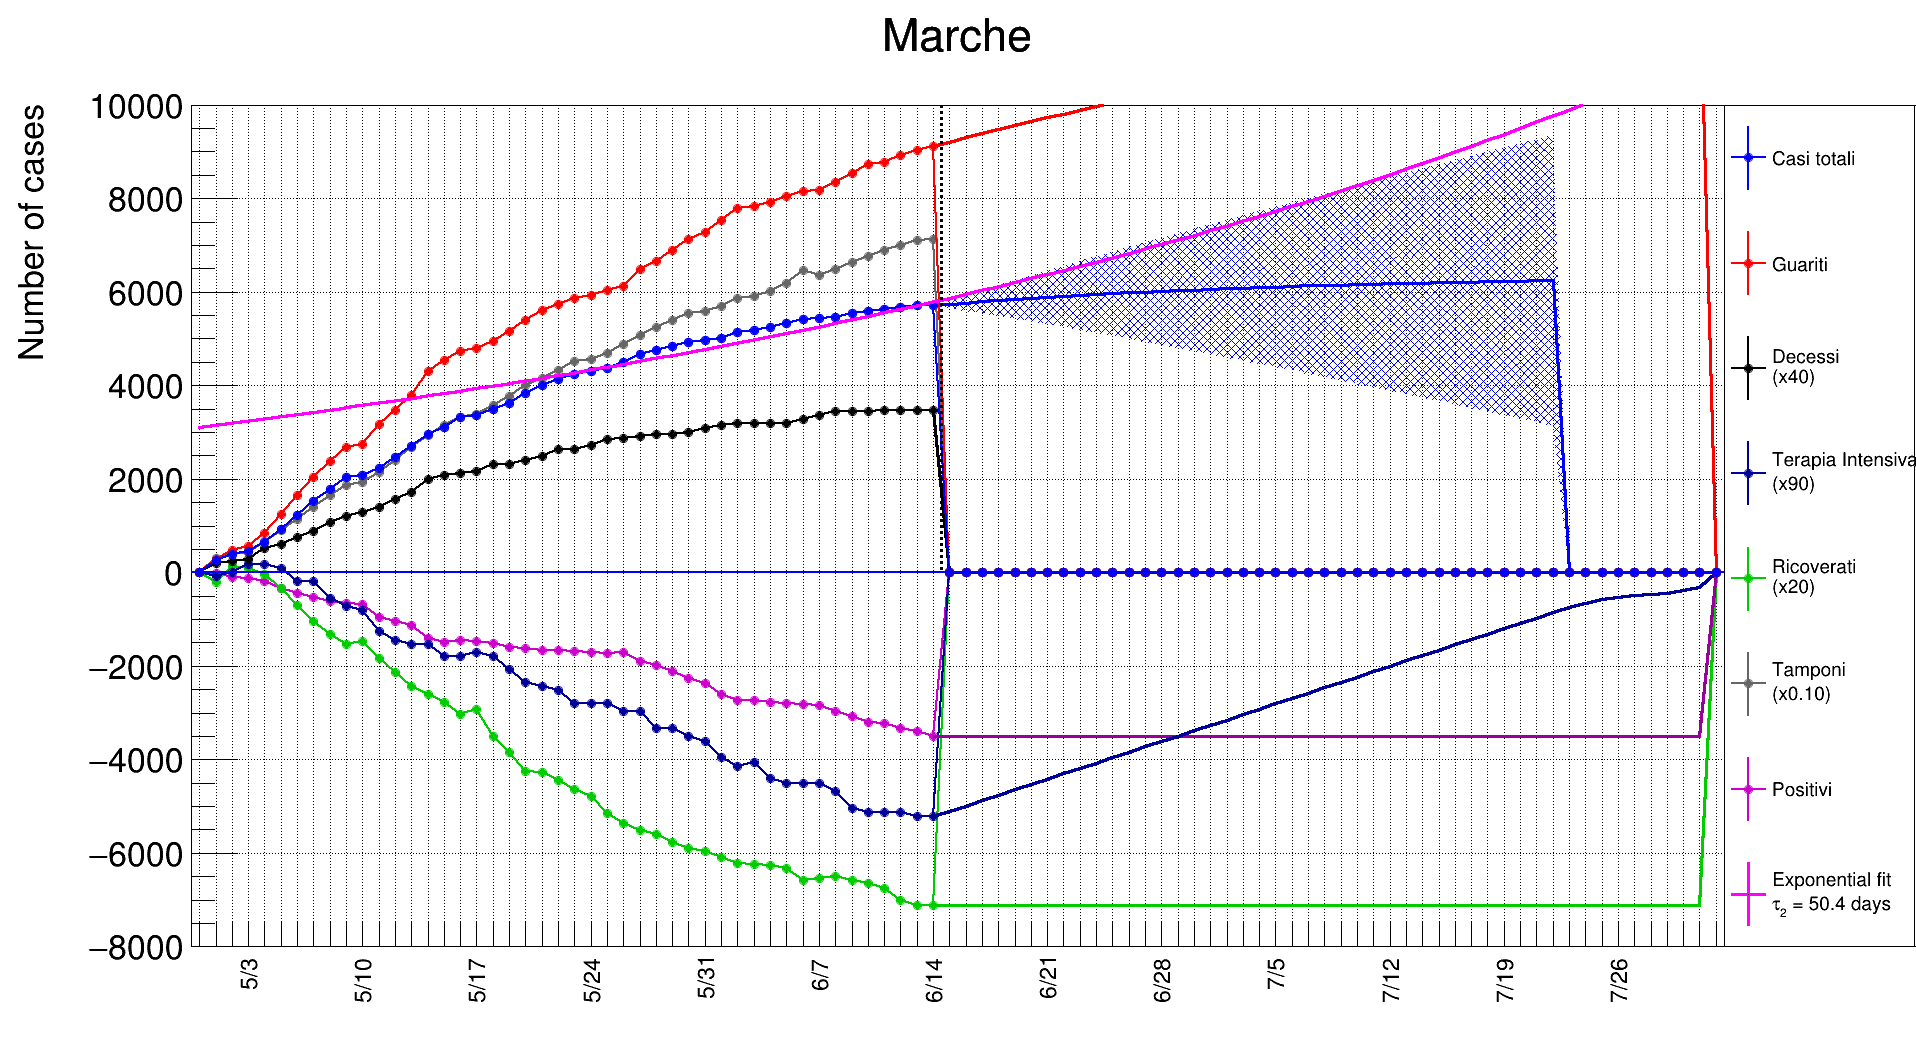 Marche
Number of cases
10000
8000
6000
4000
2000
0
−2000
−4000
−6000
−8000
5/3
5/10
5/17
5/24
5/31
6/7
6/14
6/21
6/28
7/5
7/12
7/19
7/26
Casi totali
Guariti
Decessi
(x40)
Terapia Intensiva
(x90)
Ricoverati
(x20)
Tamponi
(x0.10)
Positivi
Exponential fit
τ2 = 50.4 days